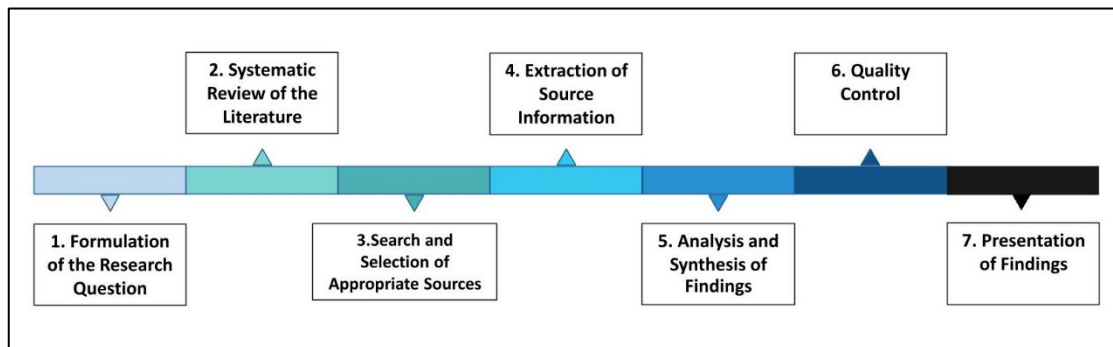 1. Formulation
of the Research
Question
2. Systematic
Review of the
Literature
3.Search and
Selection of
Appropriate Sources
4. Extraction of
Source
Information
5. Analysis and
Synthesis of
Findings
6. Quality
Control
7. Presentation
of Findings